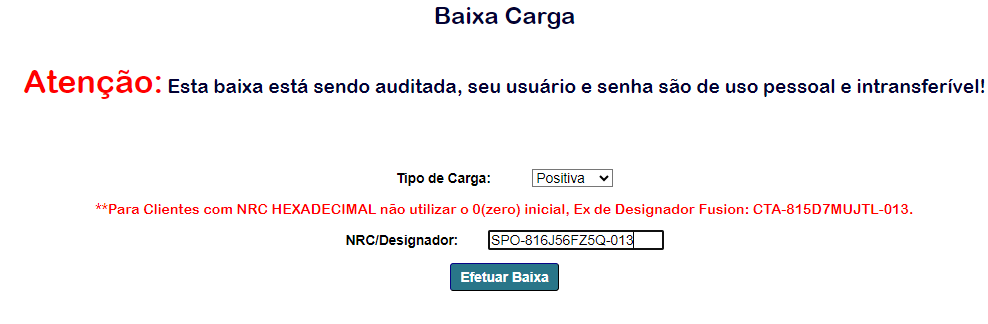 Baixa Carga
Atenção: Esta baixa está sendo auditada, seu usuário e senha são de uso pessoal e intransferível!
Tipo de Carga: Positiva
**Para Clientes com NRC HEXADECIMAL não utilizar o 0(zero) inicial, Ex de Designador Fusion: CTA-815D7MUJTL-013.
NRC/Designador: SPO-816J56FZ5Q-013
Efetuar Baixa